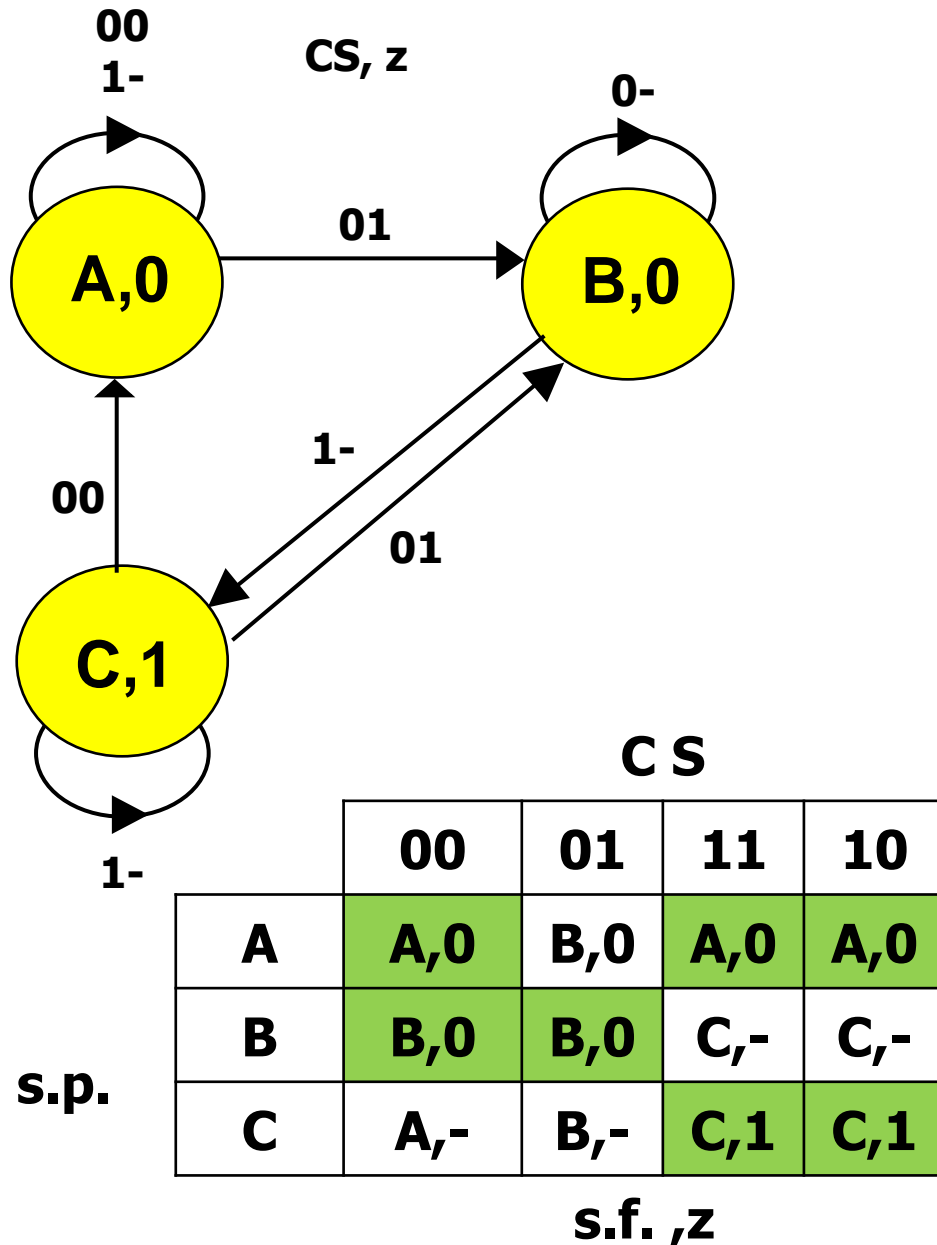 00
1-
CS, z
0-
A,0
01
B,0
1-
00
01
C,1
1-
C S
00 01 11 10
A A,0 B,0 A,0 A,0
B B,0 B,0 C,- C,-
s.p.
C A,- B,- C,1 C,1
s.f. ,z